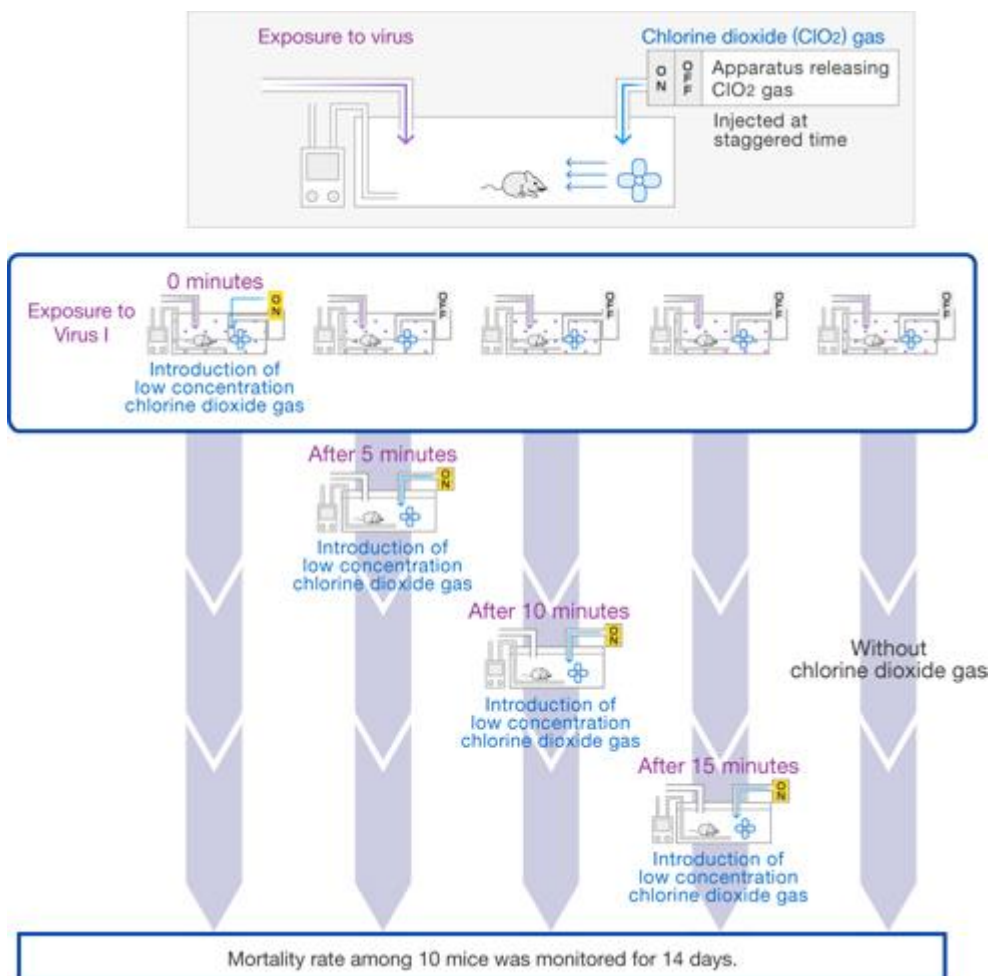 Exposure to virus
Chlorine dioxide (ClO2) gas
ON
OFF
Apparatus releasing
ClO2 gas
Injected at
staggered time
0 minutes
Exposure to
Virus I
ON
OFF
OFF
OFF
OFF
Introduction of
low concentration
chlorine dioxide gas
After 5 minutes
ON
Introduction of
low concentration
chlorine dioxide gas
After 10 minutes
ON
Introduction of
low concentration
chlorine dioxide gas
Without
chlorine dioxide gas
After 15 minutes
ON
Introduction of
low concentration
chlorine dioxide gas
Mortality rate among 10 mice was monitored for 14 days.